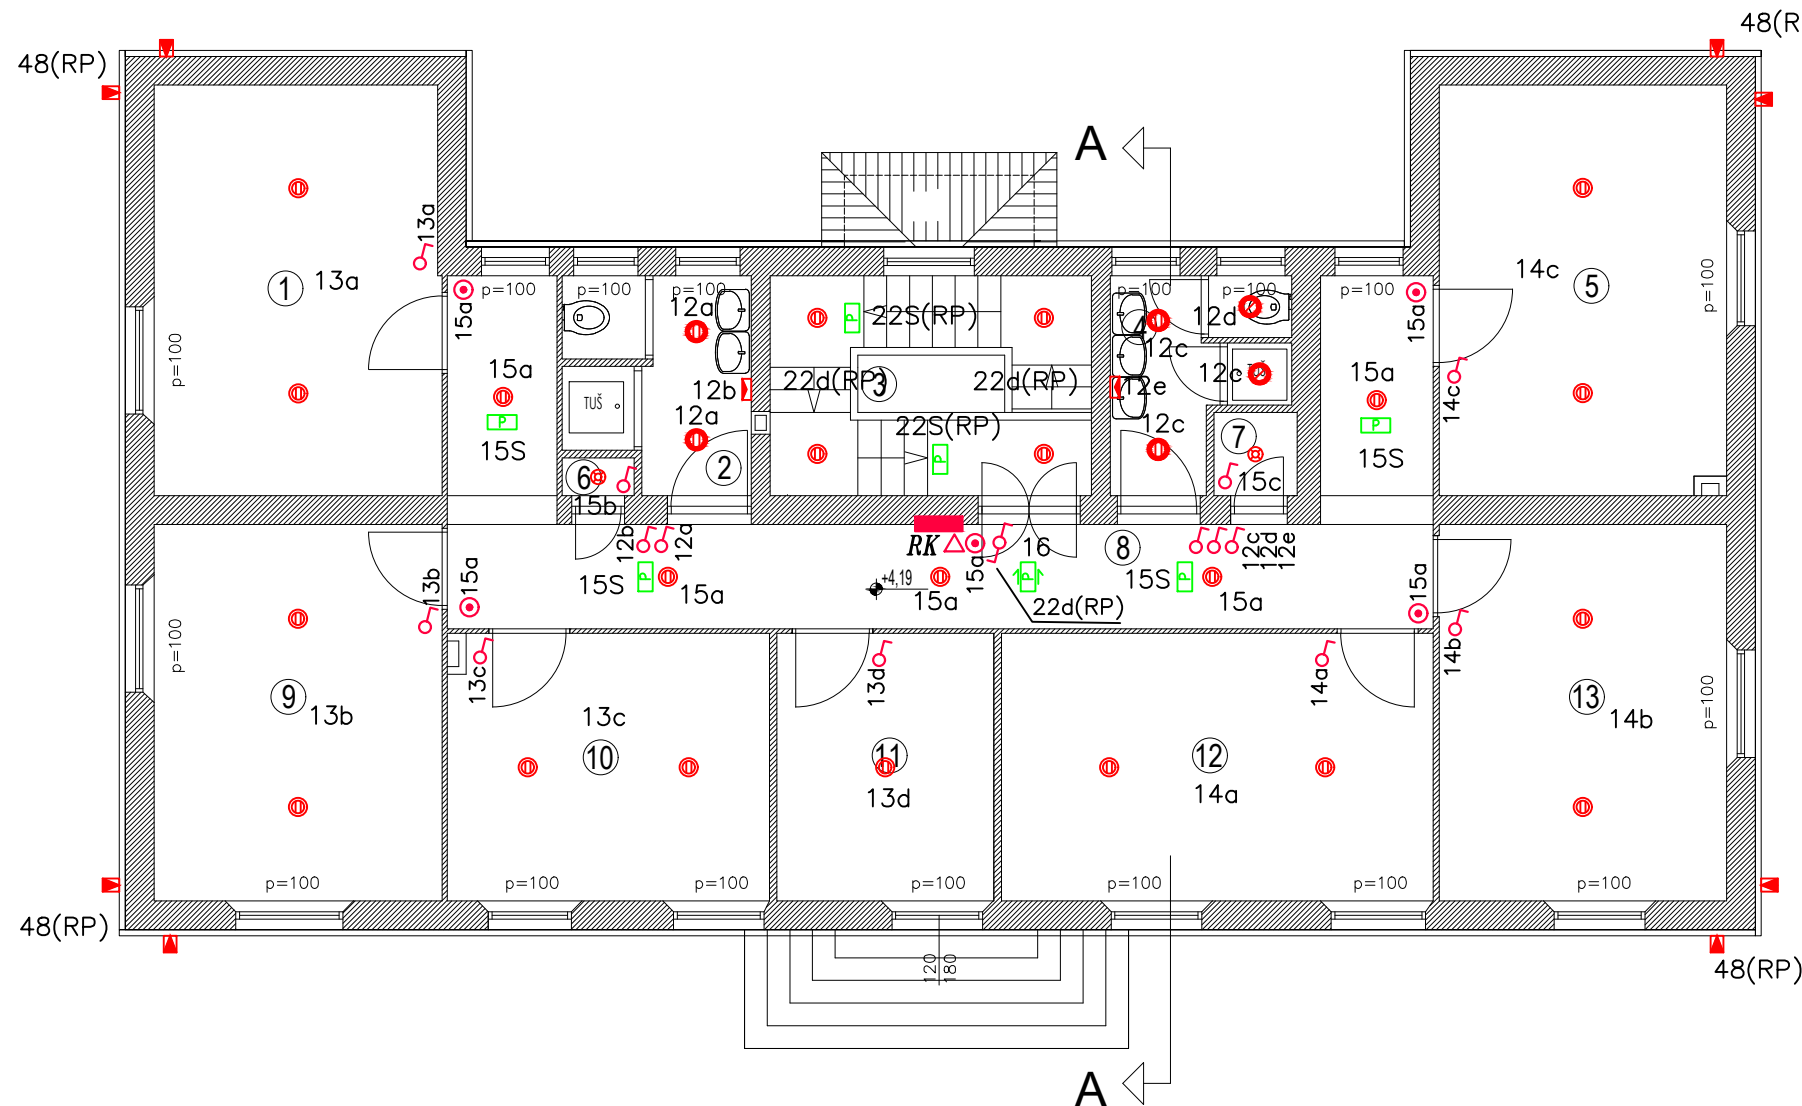 48(R
48(RP)
A
13a
1
13a
p=100
15a
p=100
p=100
p=100
12a
15a
15S
TUŠ
12b
12a
2
6
15b
22S(RP)
22d(RP)
3
22d(RP)
22S(RP)
p=100
p=100
4
12c
12d
12c
TUŠ
12e
12c
7
15c
p=100
15a
15a
15S
14c
14c
5
p=100
12b
12a
15S
15a
RK
15a
+4,19
15a
16
22d(RP)
8
15S
12c
12d
12e
15a
15a
13b
15a
p=100
9
13b
13c
13c
10
13d
11
13d
14a
12
14a
14b
13
14b
p=100
p=100
p=100
p=100
p=100
p=100
p=100
p=100
48(RP)
120
180
48(RP)
A